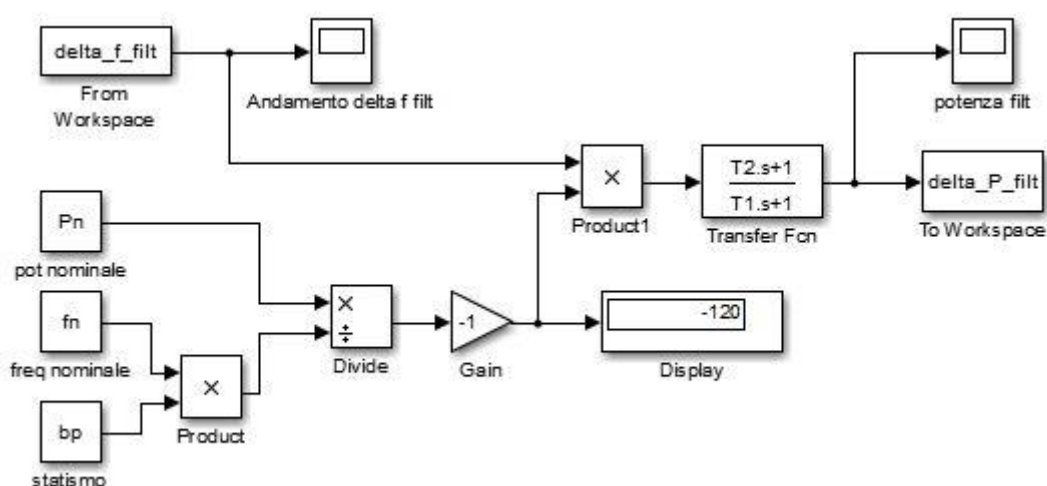 delta_f_filt
From
Workspace
Andamento delta f filt
potenza filt
×
Product1
T2.s+1
T1.s+1
Transfer Fcn
delta_P_filt
To Workspace
Pn
pot nominale
fn
freq nominale
bp
statismo
×
Product
×
÷
Divide
-1
Gain
-120
Display